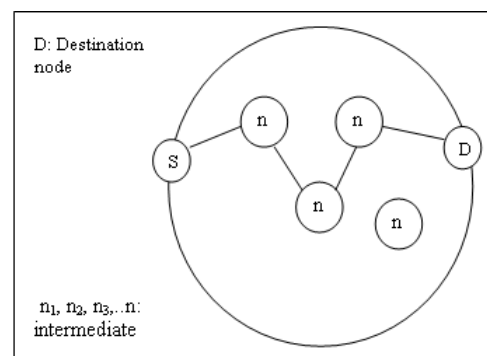 D: Destination
node
n
n
S
D
n
n
n₁, n₂, n₃,..n:
intermediate